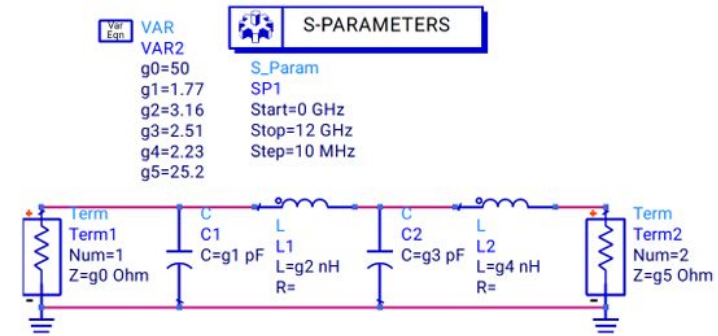 Var
Eqn
VAR
VAR2
g0=50
g1=1.77
g2=3.16
g3=2.51
g4=2.23
g5=25.2
S-PARAMETERS
S_Param
SP1
Start=0 GHz
Stop=12 GHz
Step=10 MHz
+
Term
Term1
Num=1
Z=g0 Ohm
-
C
C1
C=g1 pF
L
L1
L=g2 nH
R=
C
C2
C=g3 pF
L
L2
L=g4 nH
R=
+
Term
Term2
Num=2
Z=g5 Ohm
-